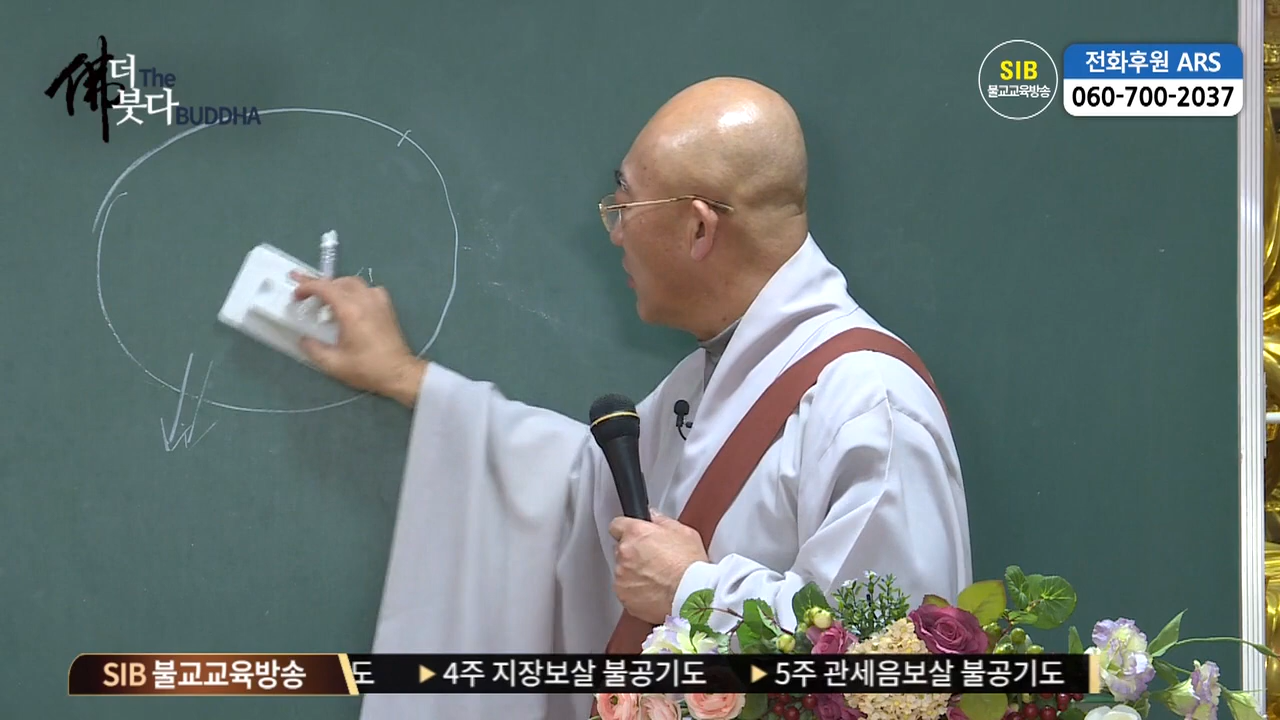 佛
더
The
붓다
BUDDHA
SIB
불교교육방송
전화후원 ARS
060-700-2037
SIB 불교교육방송
도 ▶4주 지장보살 불공기도 ▶5주 관세음보살 불공기도